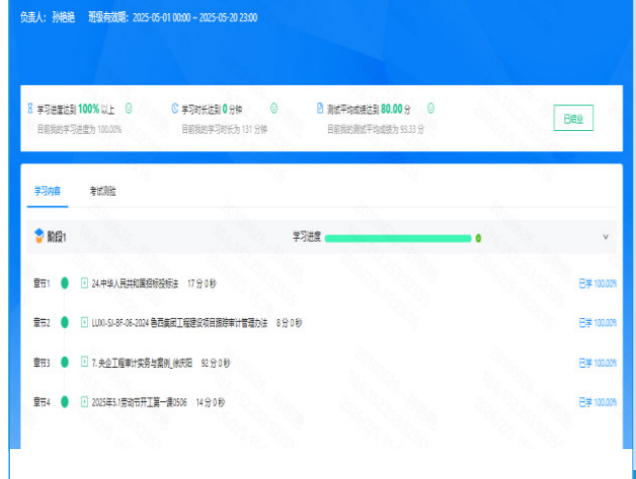 负责人：孙艳艳 班级有效期：2025-05-01 00:00 ~ 2025-05-20 23:00
学习进度达到 100% 以上 学习时长达到 0 分钟 测试平均成绩达到 80.00 分
目前我的学习进度为 100.00% 目前我的学习时长为 131 分钟 目前我的测试平均成绩为 93.33 分
已结业
学习内容 考试测验
阶段1 学习进度
章节1 24.中华人民共和国招标投标法 17 分 0 秒 已学 100.00%
章节2 LUXI-SJ-BF-06-2024 鲁西集团工程建设项目跟踪审计管理办法 8 分 0 秒 已学 100.00%
章节3 7. 央企工程审计实务与案例_徐庆阳 92 分 0 秒 已学 100.00%
章节4 2025年5.1劳动节开工第一课0506 14 分 0 秒 已学 100.00%